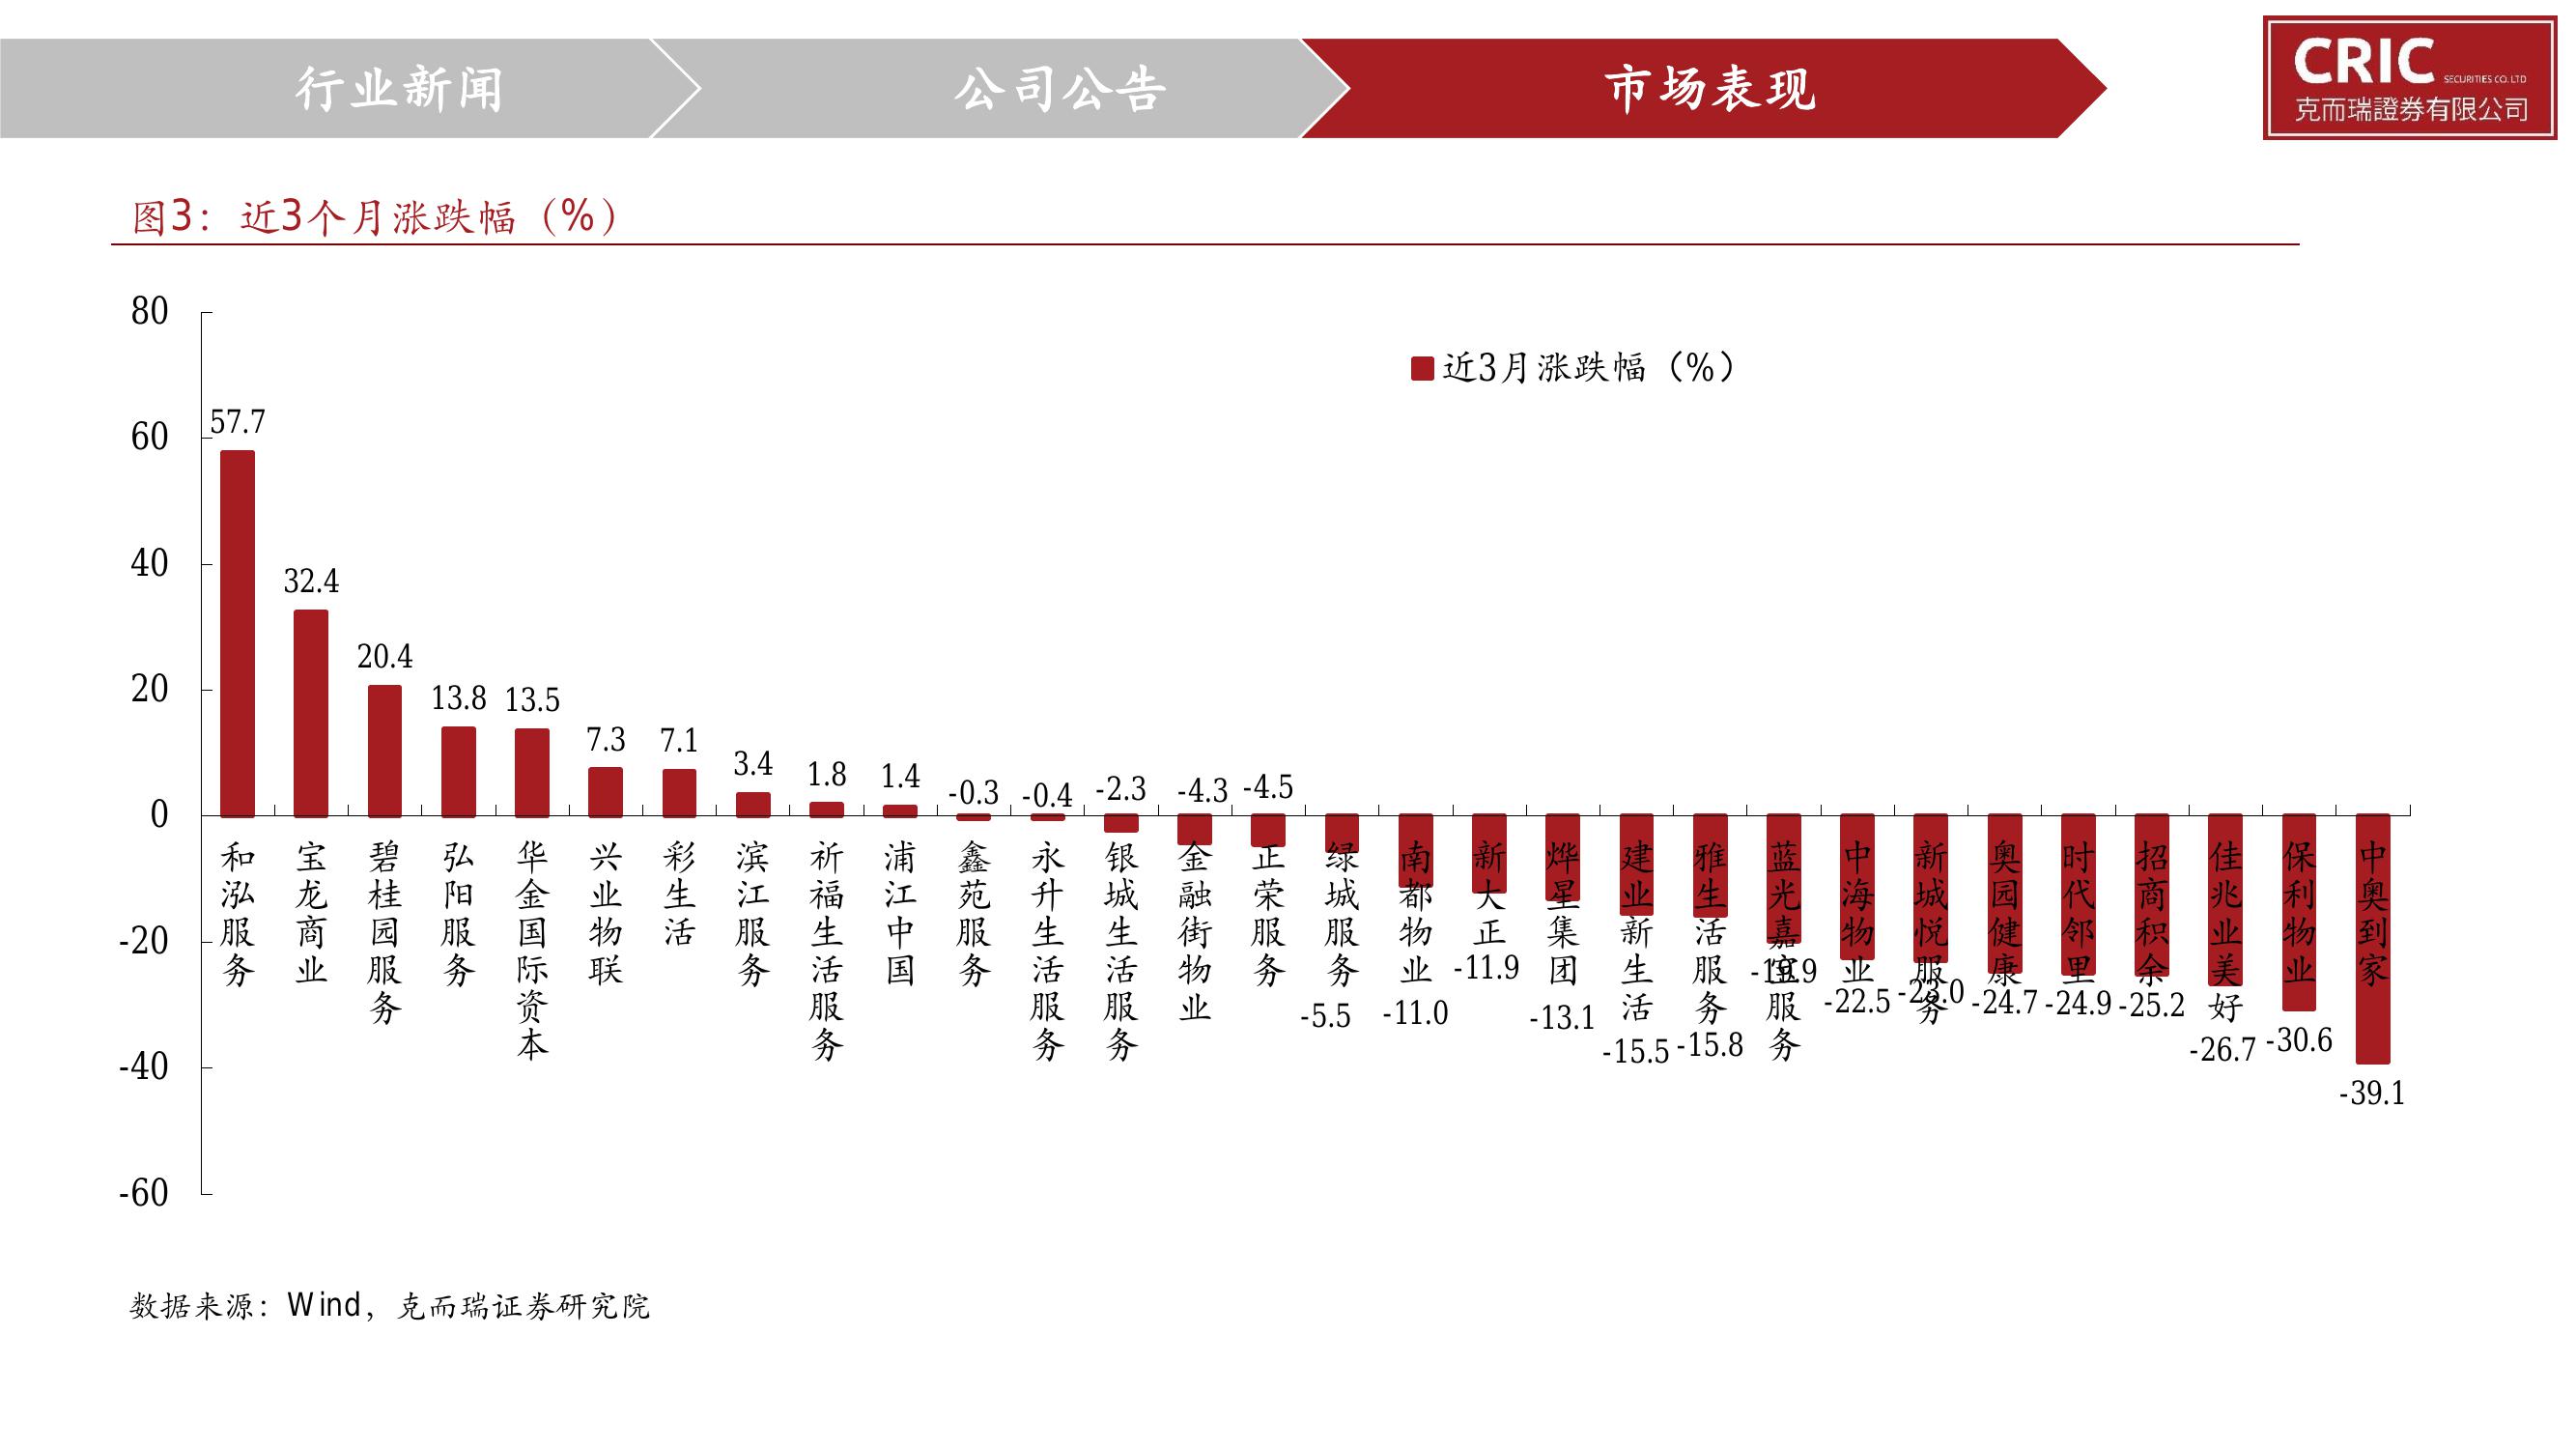 行业新闻
公司公告
市场表现
CRIC SECURITIES CO. LTD
克而瑞證券有限公司
图3：近3个月涨跌幅（%）
近3月涨跌幅（%）
80
60
40
20
0
-20
-40
-60
57.7
32.4
20.4
13.8
13.5
7.3
7.1
3.4
1.8
1.4
-0.3
-0.4
-2.3
-4.3
-4.5
-5.5
-11.0
-11.9
-13.1
-15.5
-15.8
-19.9
-22.5
-23.0
-24.7
-24.9
-25.2
-26.7
-30.6
-39.1
和泓服务
宝龙商业
碧桂园服务
弘阳服务
华金国际资本
兴业物联
彩生活
滨江服务
祈福生活服务
浦江中国
鑫苑服务
永升生活服务
银城生活服务
金融街物业
正荣服务
绿城服务
南都物业
新大正
烨星集团
建业新生活
雅生活服务
蓝光嘉宝服务
中海物业
新城悦服务
奥园健康
时代邻里
招商积余
佳兆业美好
保利物业
中奥到家
数据来源：Wind，克而瑞证券研究院